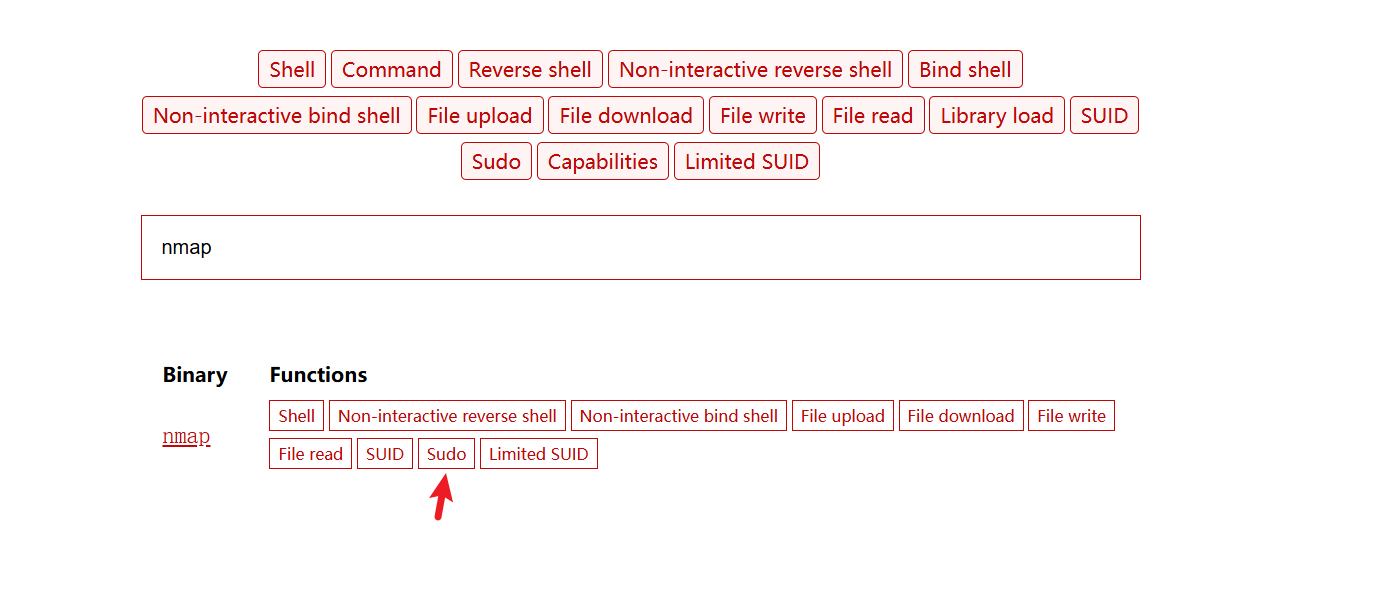 Shell Command Reverse shell Non-interactive reverse shell Bind shell
Non-interactive bind shell File upload File download File write File read Library load SUID
Sudo Capabilities Limited SUID
nmap
Binary Functions
Shell Non-interactive reverse shell Non-interactive bind shell File upload File download File write
nmap
File read SUID Sudo Limited SUID